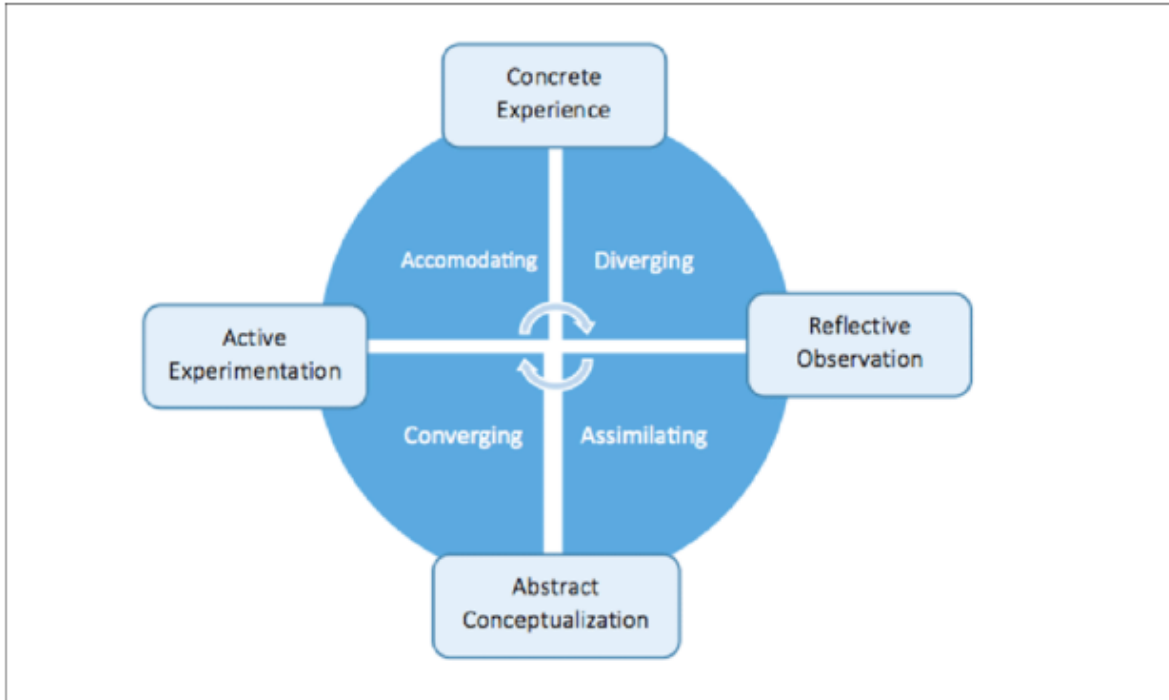 Concrete
Experience
Accomodating
Diverging
Active
Experimentation
Reflective
Observation
Converging
Assimilating
Abstract
Conceptualization